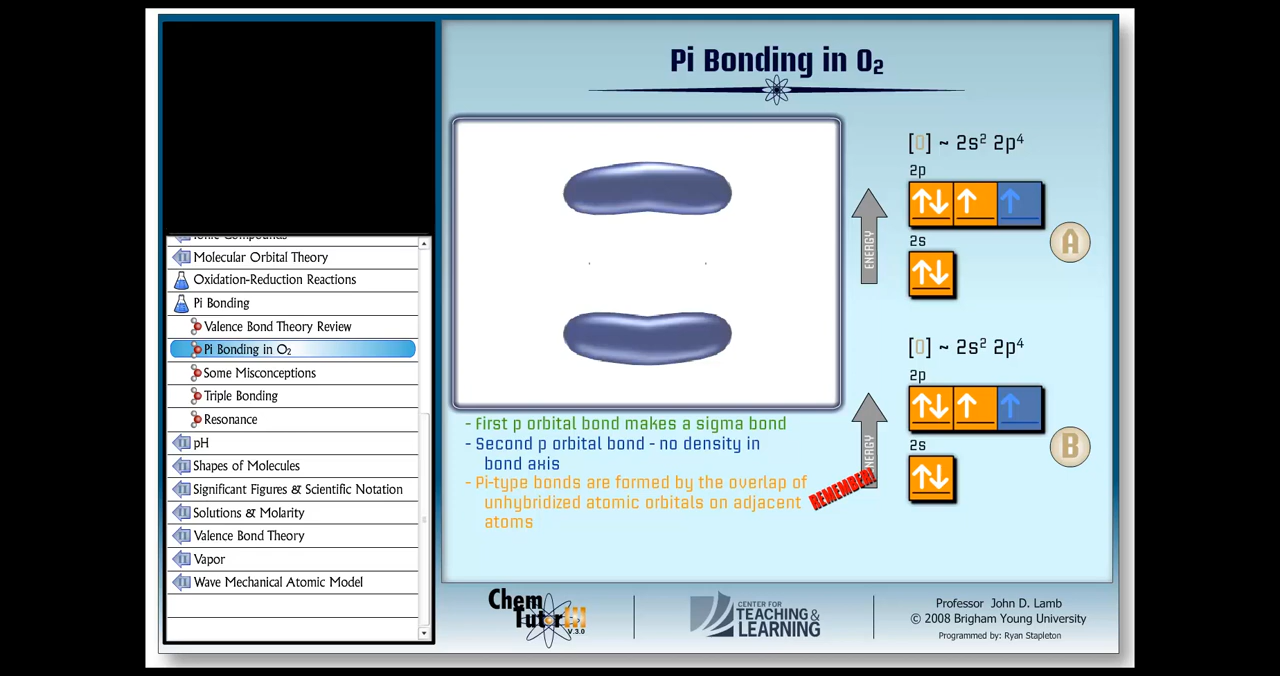 Pi Bonding in O₂
Ionic Compounds
Molecular Orbital Theory
Oxidation-Reduction Reactions
Pi Bonding
Valence Bond Theory Review
Pi Bonding in O₂
Some Misconceptions
Triple Bonding
Resonance
pH
Shapes of Molecules
Significant Figures & Scientific Notation
Solutions & Molarity
Valence Bond Theory
Vapor
Wave Mechanical Atomic Model
- First p orbital bond makes a sigma bond
- Second p orbital bond - no density in
bond axis
- Pi-type bonds are formed by the overlap of
unhybridized atomic orbitals on adjacent
atoms
REMEMBER!
[O] ~ 2s² 2p⁴
2p
ENERGY
2s
A
[O] ~ 2s² 2p⁴
2p
ENERGY
2s
B
Chem
Tutor III
V.3.0
CENTER FOR
TEACHING &
LEARNING
Professor John D. Lamb
© 2008 Brigham Young University
Programmed by: Ryan Stapleton